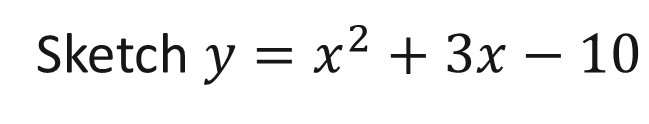 Sketch y = x² + 3x − 10